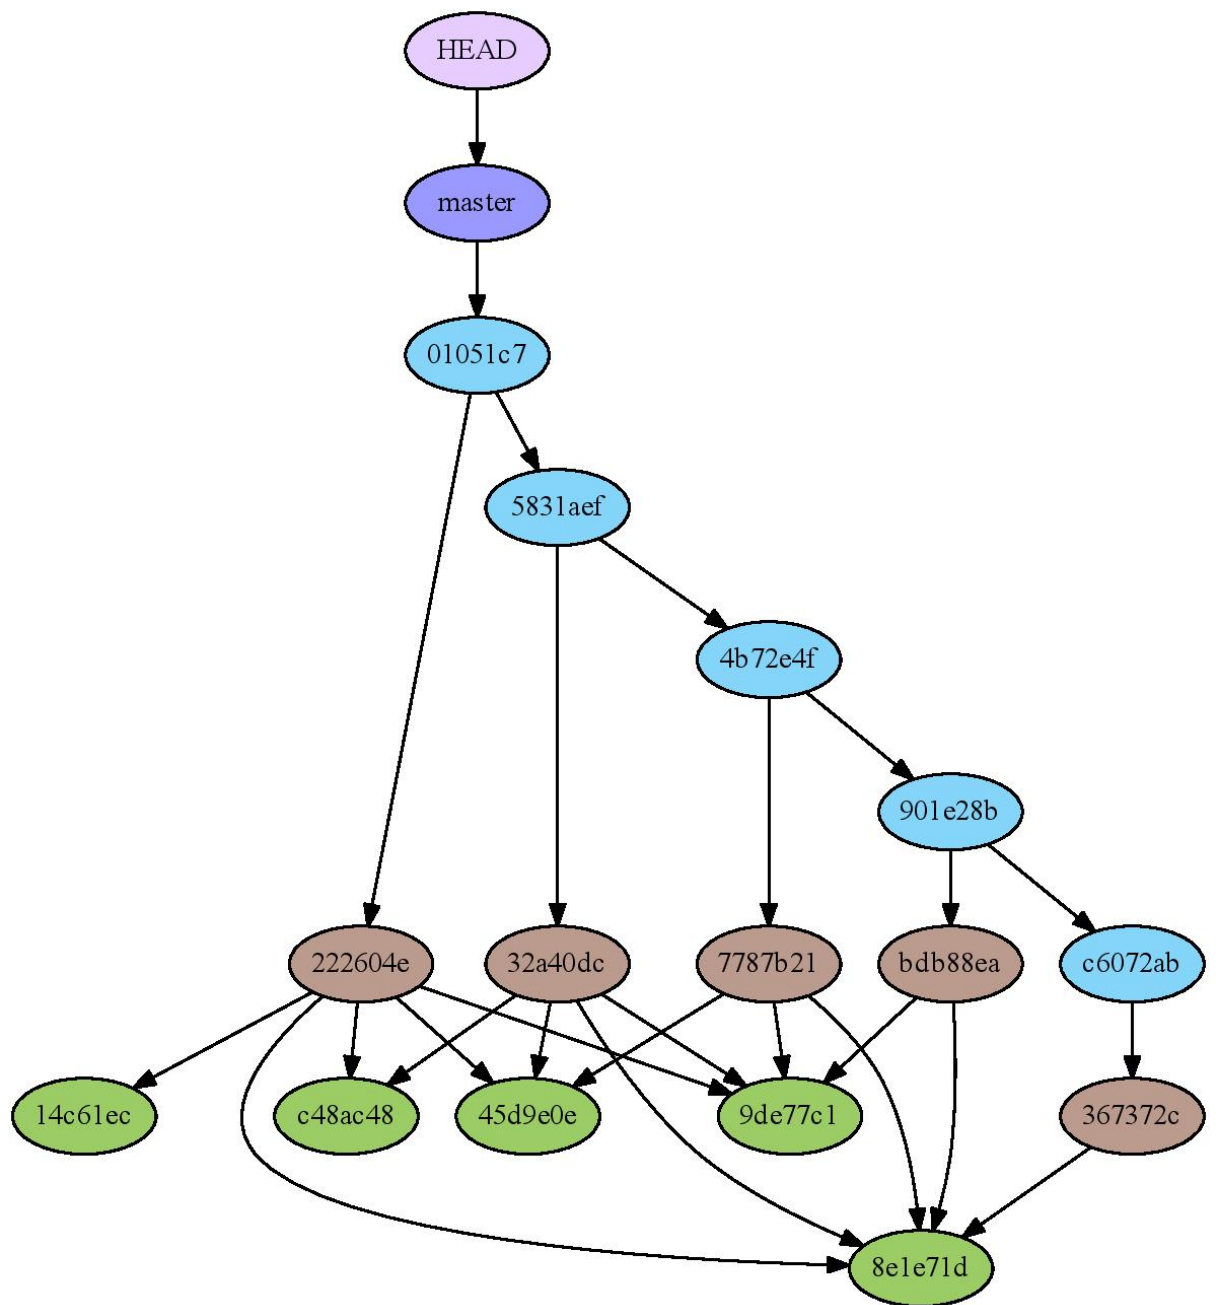 HEAD
master
01051c7
5831aef
4b72e4f
901e28b
222604e
32a40dc
7787b21
bdb88ea
c6072ab
14c61ec
c48ac48
45d9e0e
9de77c1
367372c
8e1e71d